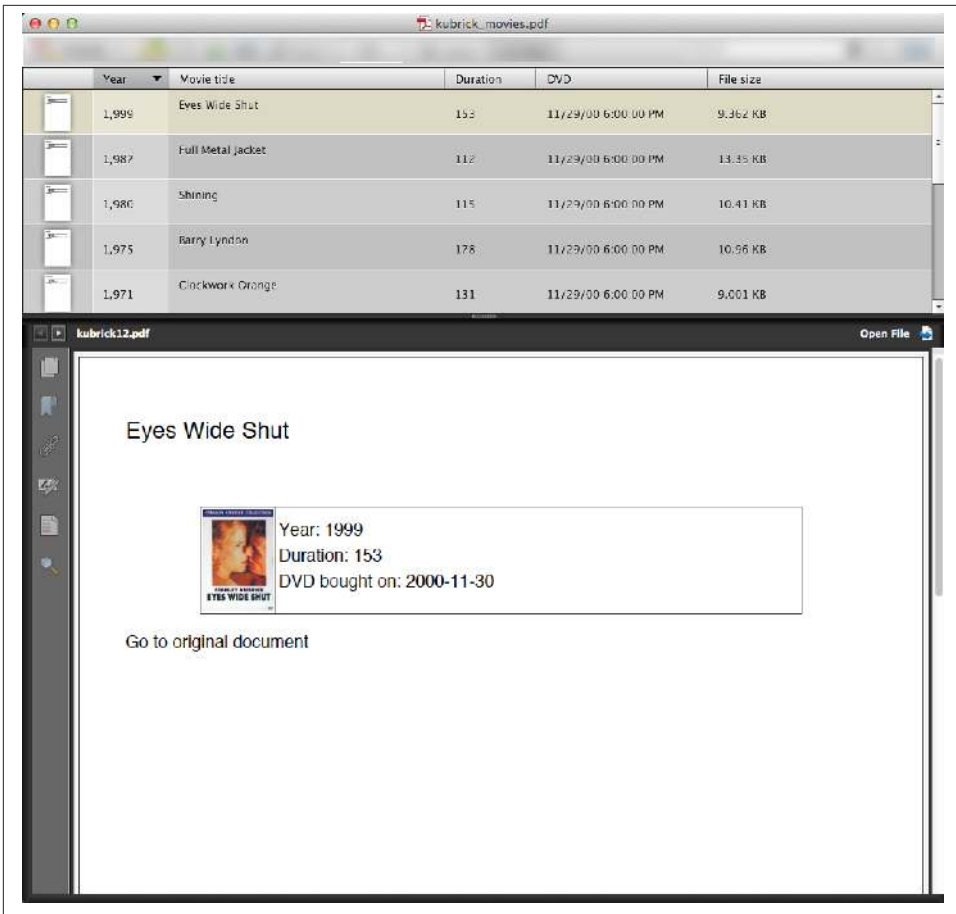 kubrick_movies.pdf
Year Movie title Duration DVD File size
1,999 Eyes Wide Shut 153 11/29/00 6:00:00 PM 9.362 KB
1,987 Full Metal Jacket 112 11/29/00 6:00:00 PM 13.35 KB
1,980 Shining 115 11/29/00 6:00:00 PM 10.41 KB
1,975 Barry Lyndon 178 11/29/00 6:00:00 PM 10.96 KB
1,971 Clockwork Orange 131 11/29/00 6:00:00 PM 9.001 KB
kubrick12.pdf Open File
Eyes Wide Shut
Year: 1999
Duration: 153
DVD bought on: 2000-11-30
STANLEY KUBRICK
EYES WIDE SHUT
Go to original document